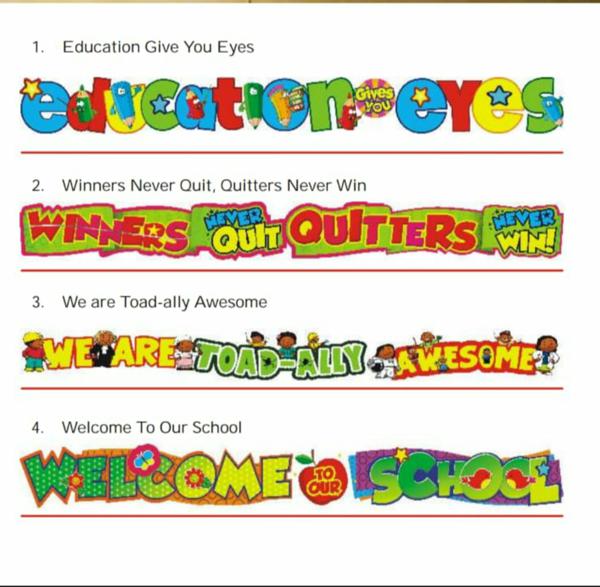 1. Education Give You Eyes
education Gives YOU eyes
2. Winners Never Quit, Quitters Never Win
WINNERS NEVER QUIT QUITTERS NEVER WIN!
3. We are Toad-ally Awesome
WE ARE TOAD-ALLY AWESOME
4. Welcome To Our School
WELCOME TO OUR SCHOOL